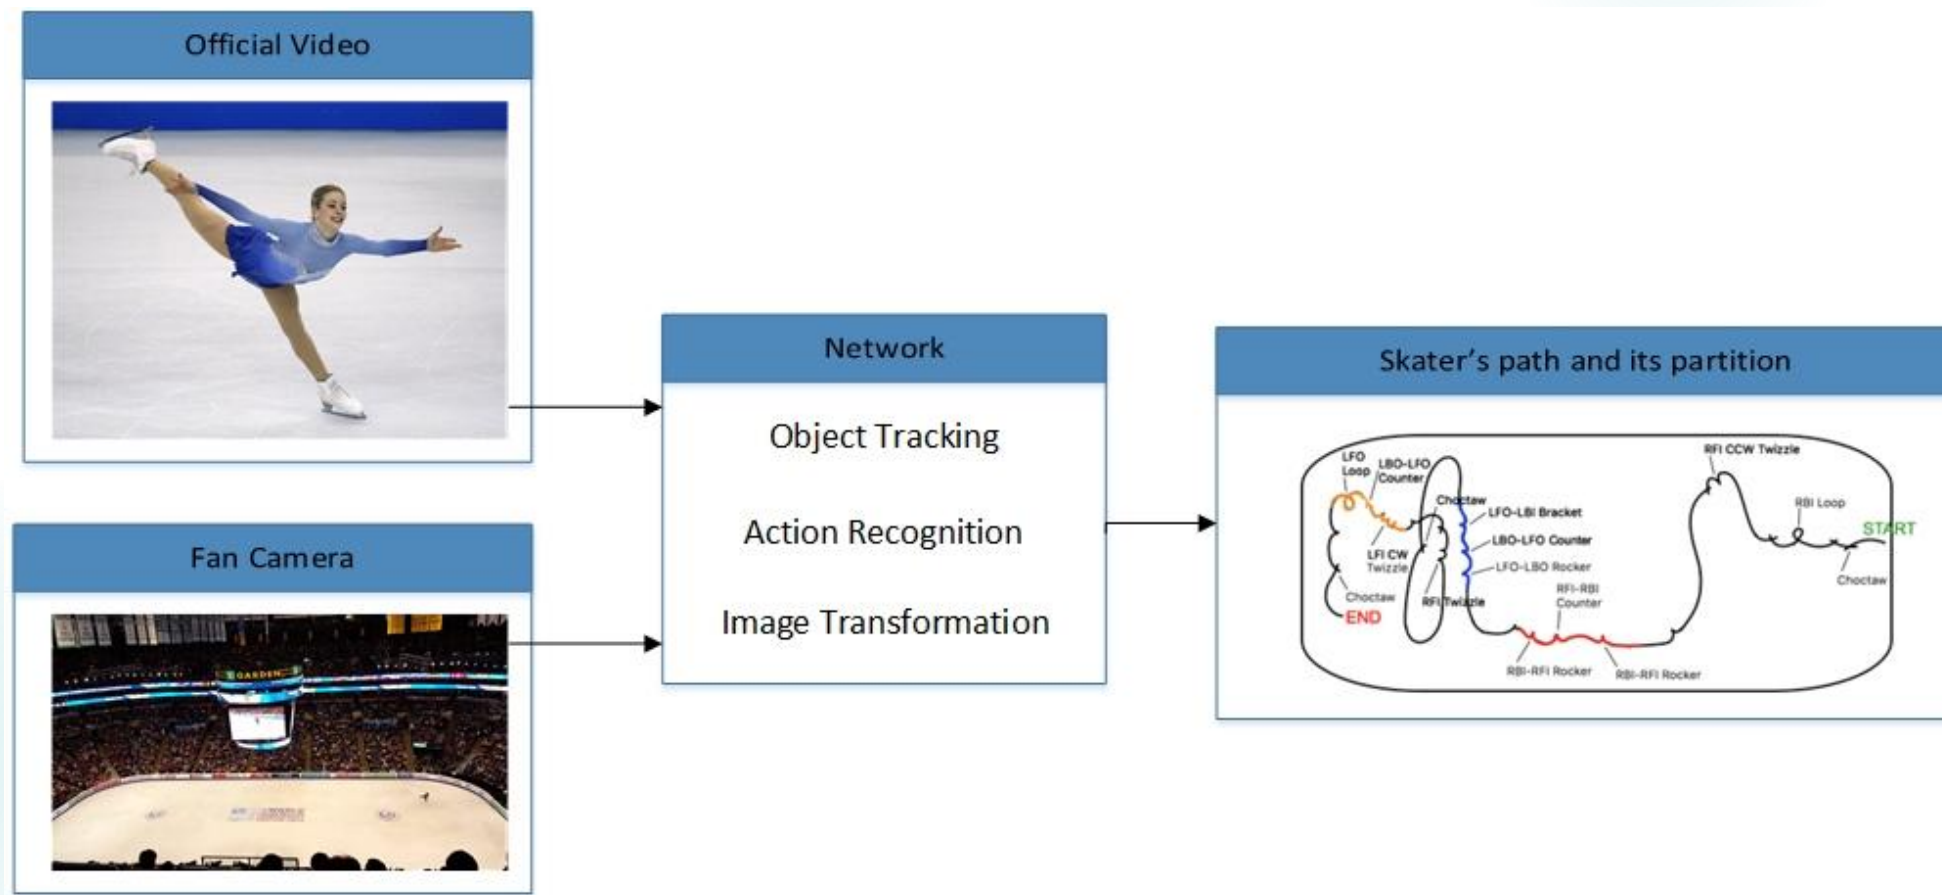 Official Video
Fan Camera
GARDEN
Network
Object Tracking
Action Recognition
Image Transformation
Skater's path and its partition
LFO
Loop
LBO-LFO
Counter
Choctaw
LFO-LBI Bracket
LBO-LFO Counter
LFO-LBO Rocker
LFI CW
Twizzle
RFI Twizzle
Choctaw
END
RFI-RBI
Counter
RBI-RFI Rocker
RBI-RFI Rocker
RFI CCW Twizzle
RBI Loop
START
Choctaw